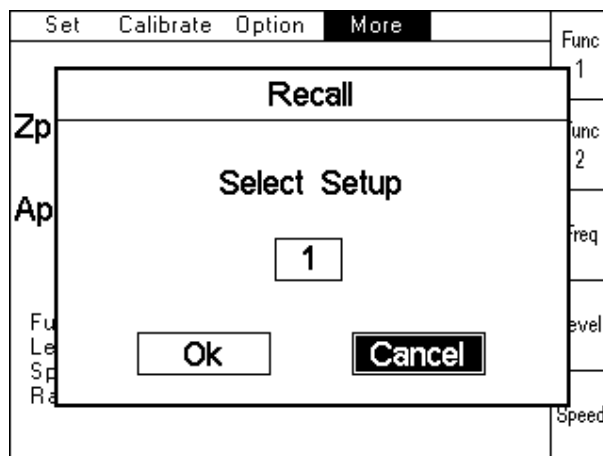 Set Calibrate Option More
Func
1
Recall
Zp
unc
2
Select Setup
Ap
req
1
Fu
evel
Le
Ok Cancel
Sp
Ra
Speed